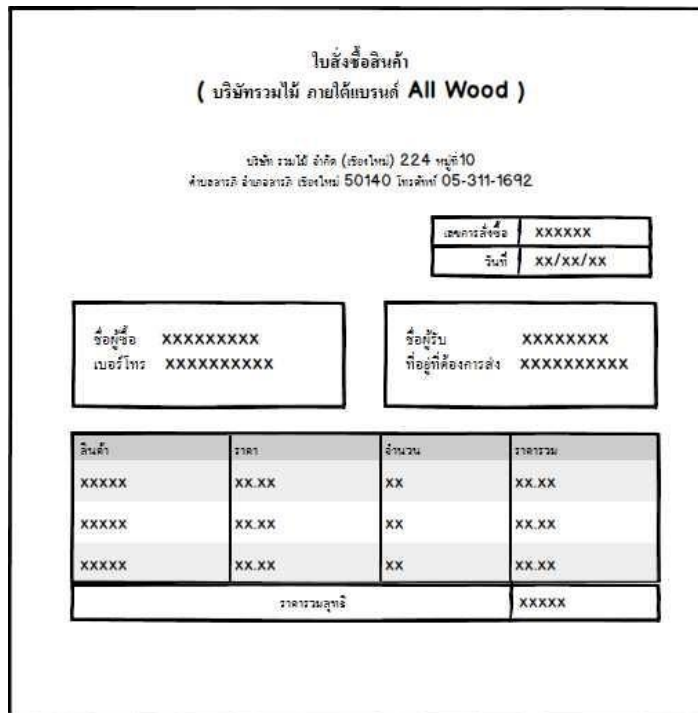 ใบสั่งซื้อสินค้า
( บริษัทรวมไม้ ภายใต้แบรนด์ All Wood )
บริษัท รวมไม้ จำกัด (เชียงใหม่) 224 หมู่ที่10
ตำบลสารภี อำเภอสารภี เชียงใหม่ 50140 โทรศัพท์ 05-311-1692
เลขการสั่งซื้อ XXXXXX
วันที่ XX/XX/XX
ชื่อผู้ซื้อ XXXXXXXXX
เบอร์โทร XXXXXXXXXX
ชื่อผู้รับ XXXXXXXX
ที่อยู่ที่ต้องการส่ง XXXXXXXXXX
สินค้า ราคา จำนวน ราคารวม
XXXXX XX.XX XX XX.XX
XXXXX XX.XX XX XX.XX
XXXXX XX.XX XX XX.XX
ราคารวมสุทธิ XXXXX